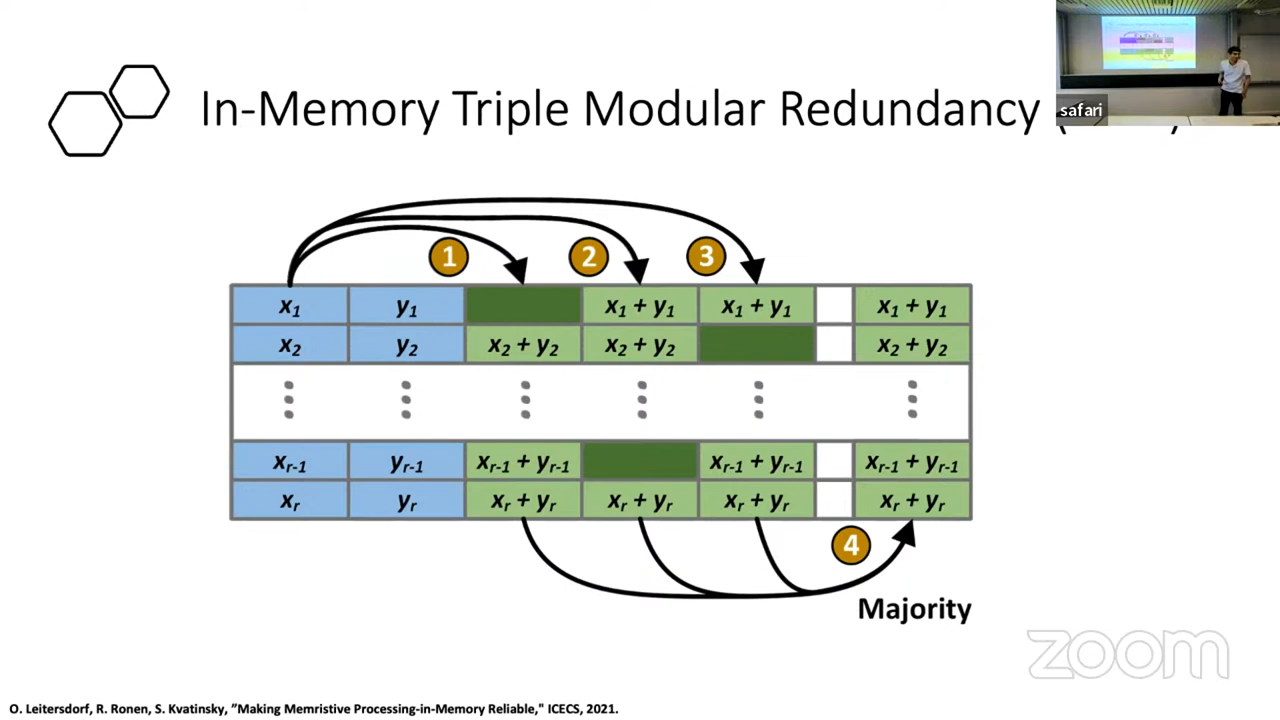 In-Memory Triple Modular Redundancy
safari
1 2 3
x1 y1 x1 + y1 x1 + y1 x1 + y1
x2 y2 x2 + y2 x2 + y2 x2 + y2
xr-1 yr-1 xr-1 + yr-1 xr-1 + yr-1 xr-1 + yr-1
xr yr xr + yr xr + yr xr + yr xr + yr
4
Majority
zoom
O. Leitersdorf, R. Ronen, S. Kvatinsky, ”Making Memristive Processing-in-Memory Reliable," ICECS, 2021.